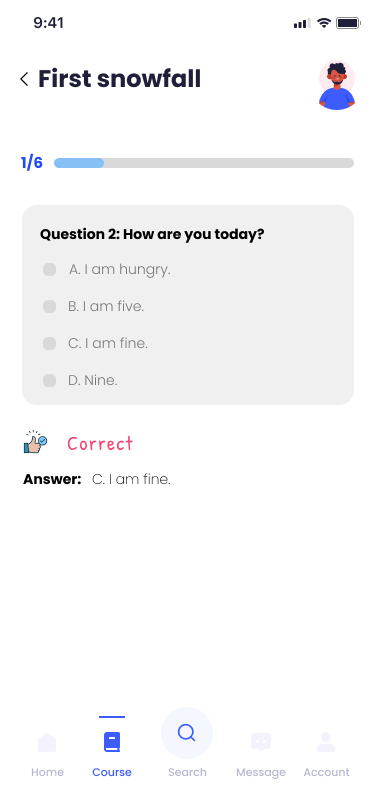 9:41
First snowfall
1/6
Question 2: How are you today?
A. I am hungry.
B. I am five.
C. I am fine.
D. Nine.
Correct
Answer: C. I am fine.
Home Course Search Message Account